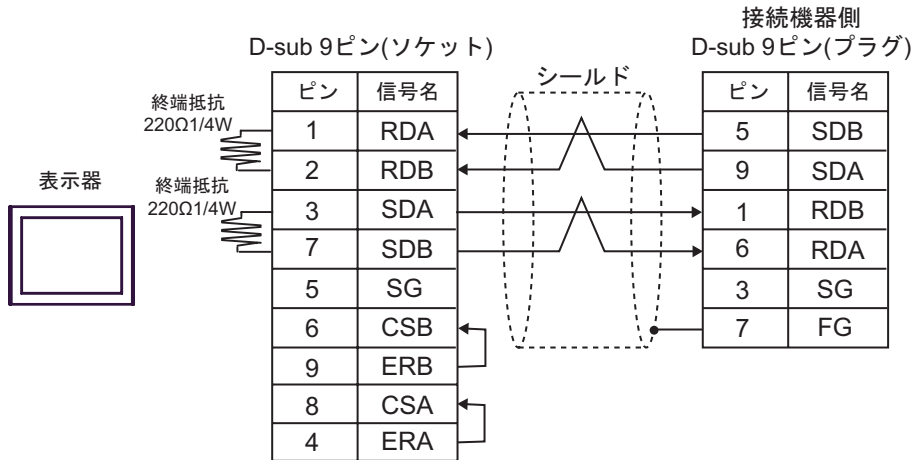 接続機器側
D-sub 9ピン(ソケット)
D-sub 9ピン(プラグ)
シールド
終端抵抗
220Ω1/4W
終端抵抗
220Ω1/4W
表示器
ピン 信号名
1 RDA
2 RDB
3 SDA
7 SDB
5 SG
6 CSB
9 ERB
8 CSA
4 ERA
ピン 信号名
5 SDB
9 SDA
1 RDB
6 RDA
3 SG
7 FG